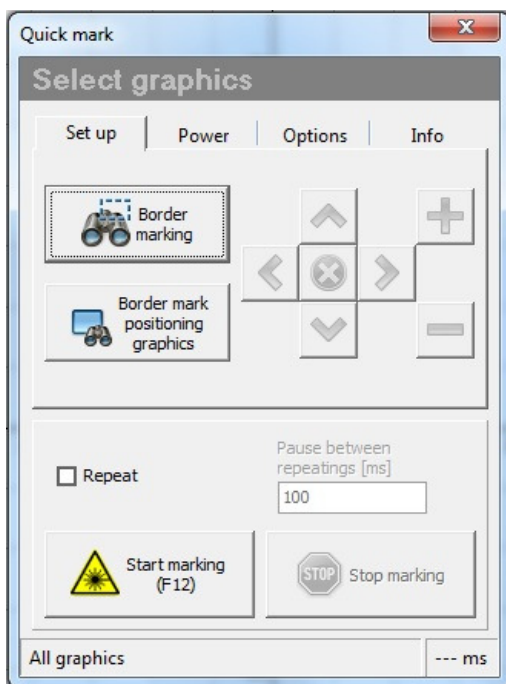 Quick mark
Select graphics
Set up Power Options Info
Border
marking
Border mark
positioning
graphics
Repeat
Pause between
repeatings [ms]
100
Start marking
(F12)
STOP Stop marking
All graphics
--- ms